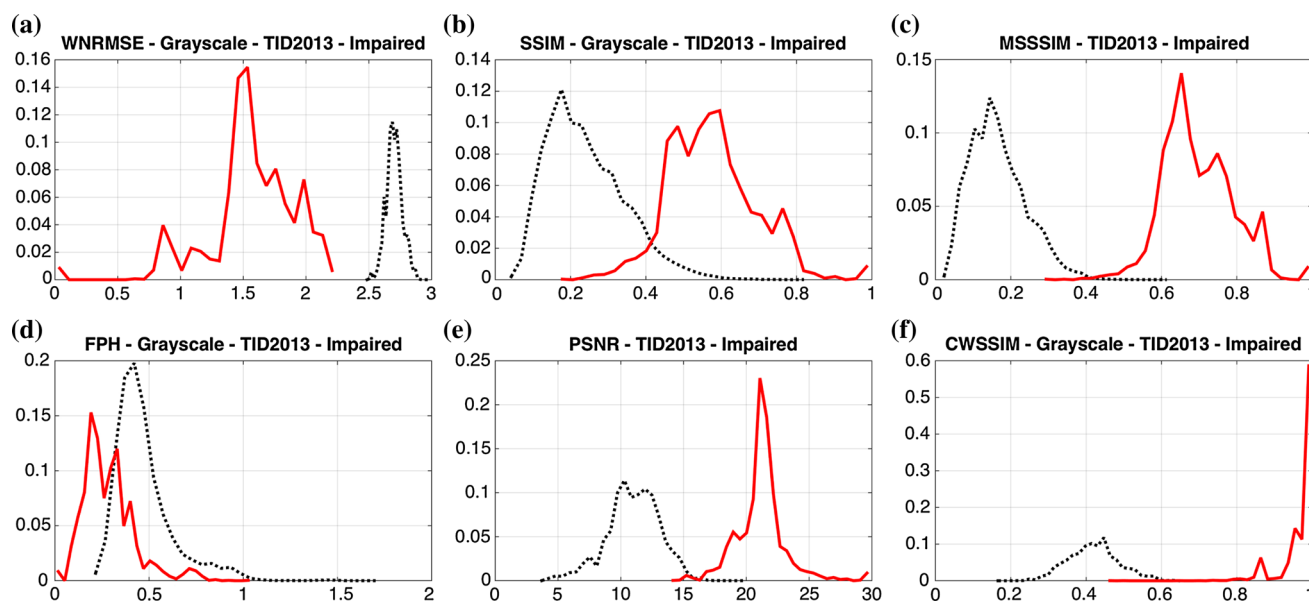 (a)
WNRMSE - Grayscale - TID2013 - Impaired
0.16
0.14
0.12
0.1
0.08
0.06
0.04
0.02
0
0 0.5 1 1.5 2 2.5 3
(b)
SSIM - Grayscale - TID2013 - Impaired
0.14
0.12
0.1
0.08
0.06
0.04
0.02
0
0 0.2 0.4 0.6 0.8 1
(c)
MSSSIM - TID2013 - Impaired
0.15
0.1
0.05
0
0 0.2 0.4 0.6 0.8
(d)
FPH - Grayscale - TID2013 - Impaired
0.2
0.15
0.1
0.05
0
0 0.5 1 1.5 2
(e)
PSNR - TID2013 - Impaired
0.25
0.2
0.15
0.1
0.05
0
0 5 10 15 20 25 30
(f)
CWSSIM - Grayscale - TID2013 - Impaired
0.6
0.5
0.4
0.3
0.2
0.1
0
0 0.2 0.4 0.6 0.8